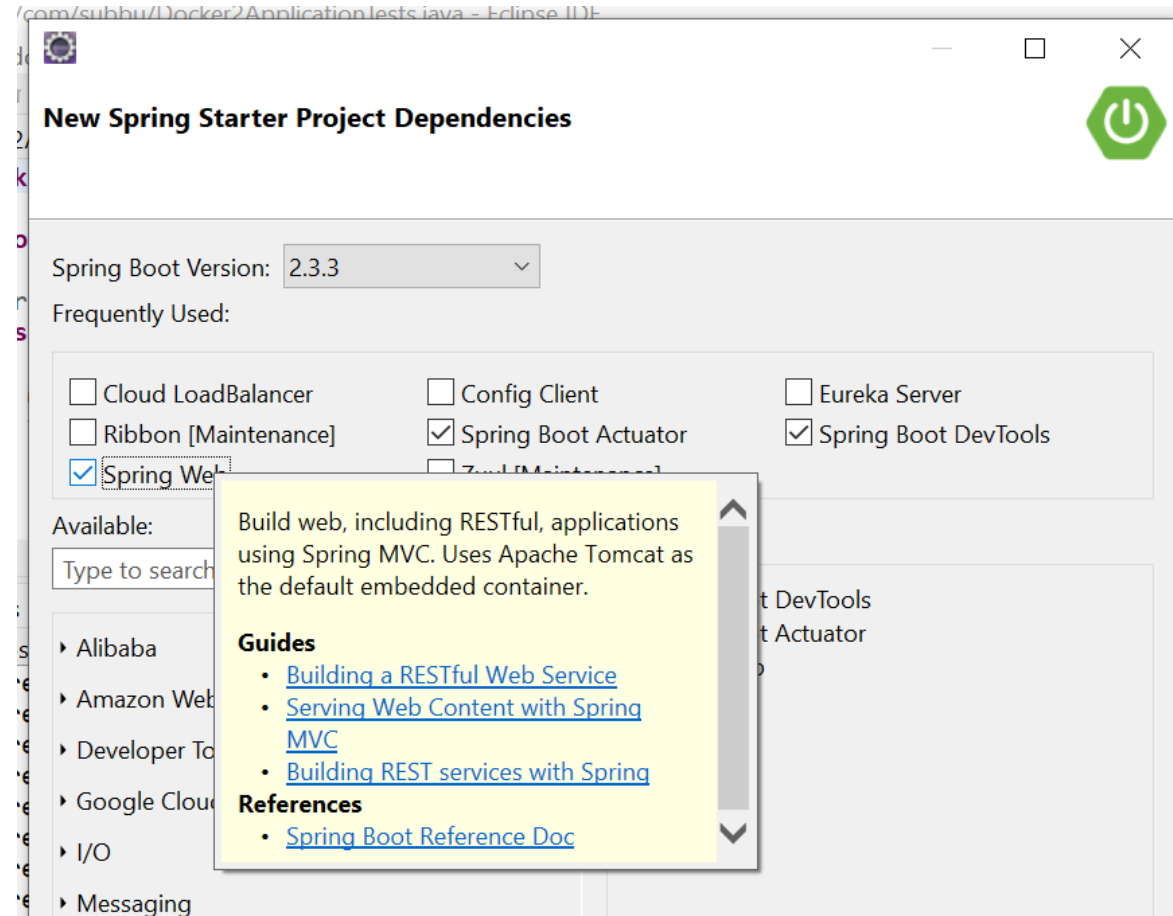 /com/subbu/Docker2ApplicationTests.java - Eclipse IDE
New Spring Starter Project Dependencies
Spring Boot Version: 2.3.3
Frequently Used:
Cloud LoadBalancer Config Client Eureka Server
Ribbon [Maintenance] Spring Boot Actuator Spring Boot DevTools
Spring Web Zuul [Maintenance]
Available:
Type to search
Build web, including RESTful, applications
using Spring MVC. Uses Apache Tomcat as
the default embedded container.
Guides
• Building a RESTful Web Service
• Serving Web Content with Spring
MVC
• Building REST services with Spring
References
• Spring Boot Reference Doc
Alibaba
Amazon Web
Developer To
Google Cloud
I/O
Messaging
t DevTools
t Actuator